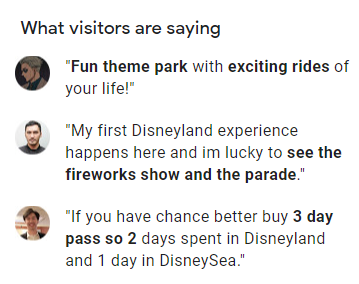 What visitors are saying
"Fun theme park with exciting rides of
your life!"
"My first Disneyland experience
happens here and im lucky to see the
fireworks show and the parade."
"If you have chance better buy 3 day
pass so 2 days spent in Disneyland
and 1 day in DisneySea."